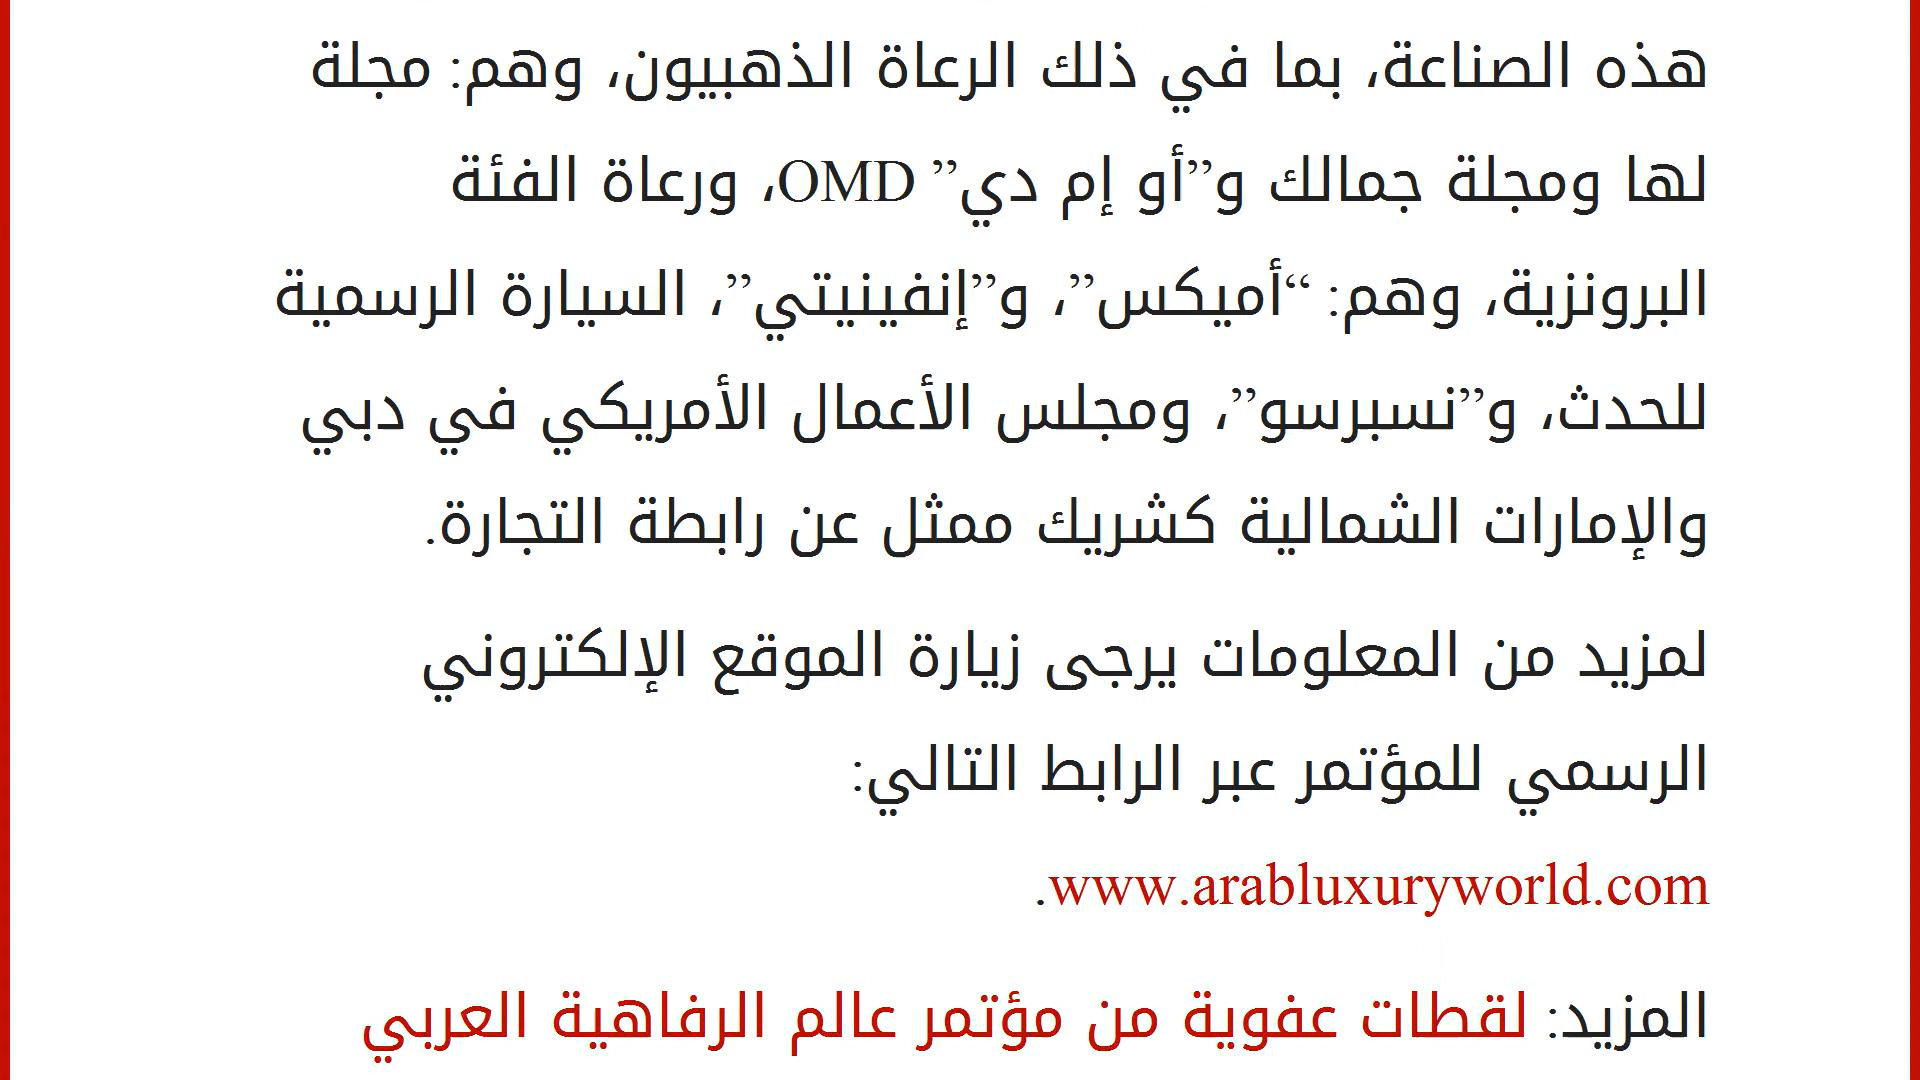 هذه الصناعة، بما في ذلك الرعاة الذهبيون، وهم: مجلة
لها ومجلة جمالك و”أو إم دي” OMD، ورعاة الفئة
البرونزية، وهم: “أميكس”، و”إنفينيتي”، السيارة الرسمية
للحدث، و”نسبرسو”، ومجلس الأعمال الأمريكي في دبي
والإمارات الشمالية كشريك ممثل عن رابطة التجارة.
لمزيد من المعلومات يرجى زيارة الموقع الإلكتروني
الرسمي للمؤتمر عبر الرابط التالي:
www.arabluxuryworld.com.
المزيد: لقطات عفوية من مؤتمر عالم الرفاهية العربي